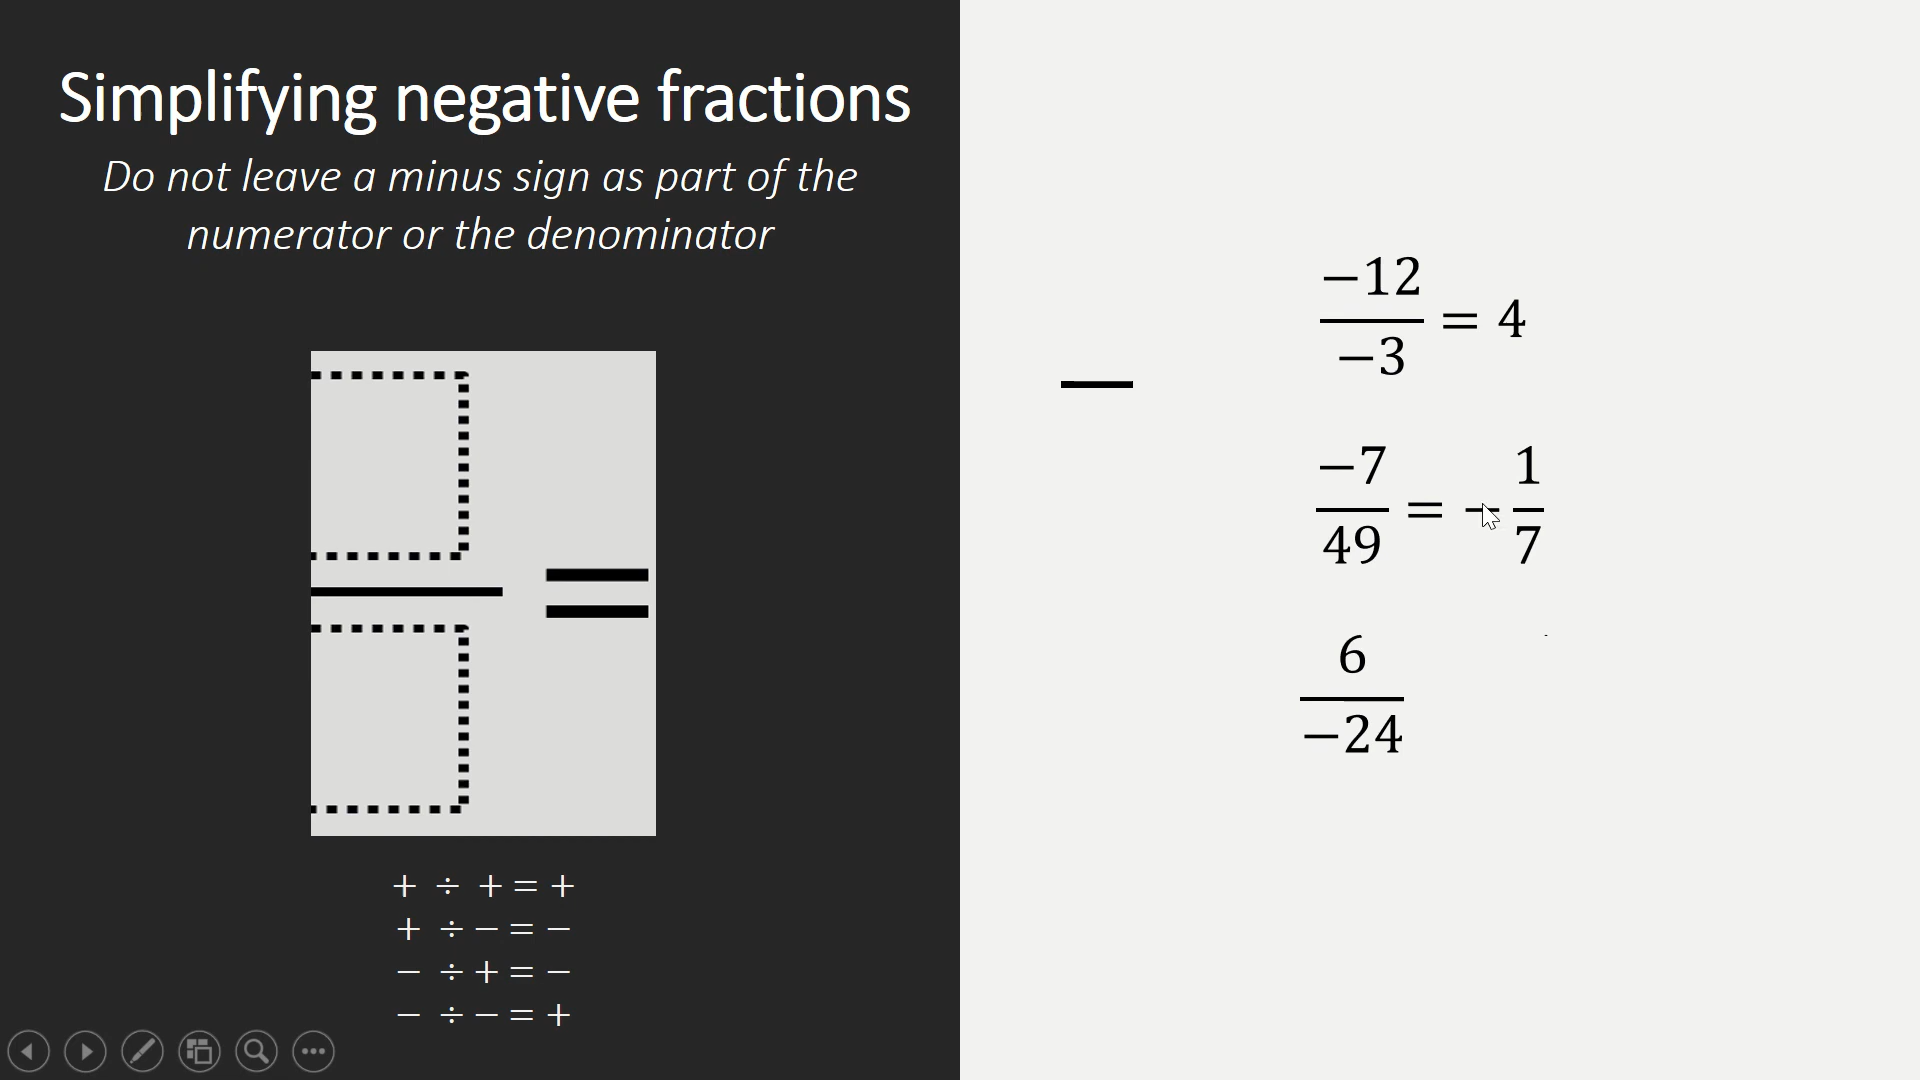 Simplifying negative fractions
Do not leave a minus sign as part of the
numerator or the denominator
+ ÷ + = +
+ ÷ − = −
− ÷ + = −
− ÷ − = +
−12/−3 = 4
−7/49 = −1/7
6/−24